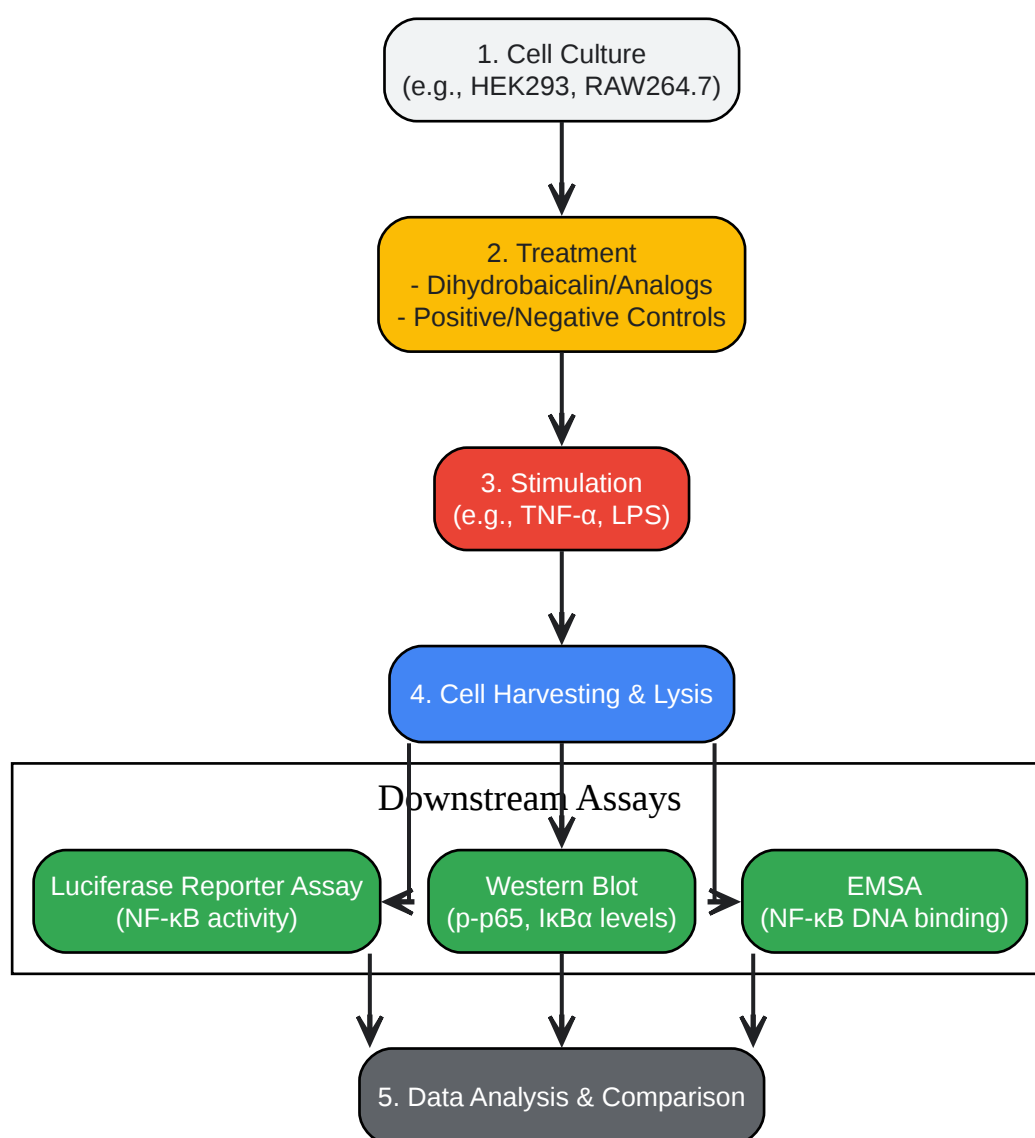 1. Cell Culture
(e.g., HEK293, RAW264.7)
2. Treatment
- Dihydrobaicalin/Analogs
- Positive/Negative Controls
3. Stimulation
(e.g., TNF-α, LPS)
4. Cell Harvesting & Lysis
Downstream Assays
Luciferase Reporter Assay
(NF-κB activity)
Western Blot
(p-p65, IκBα levels)
EMSA
(NF-κB DNA binding)
5. Data Analysis & Comparison